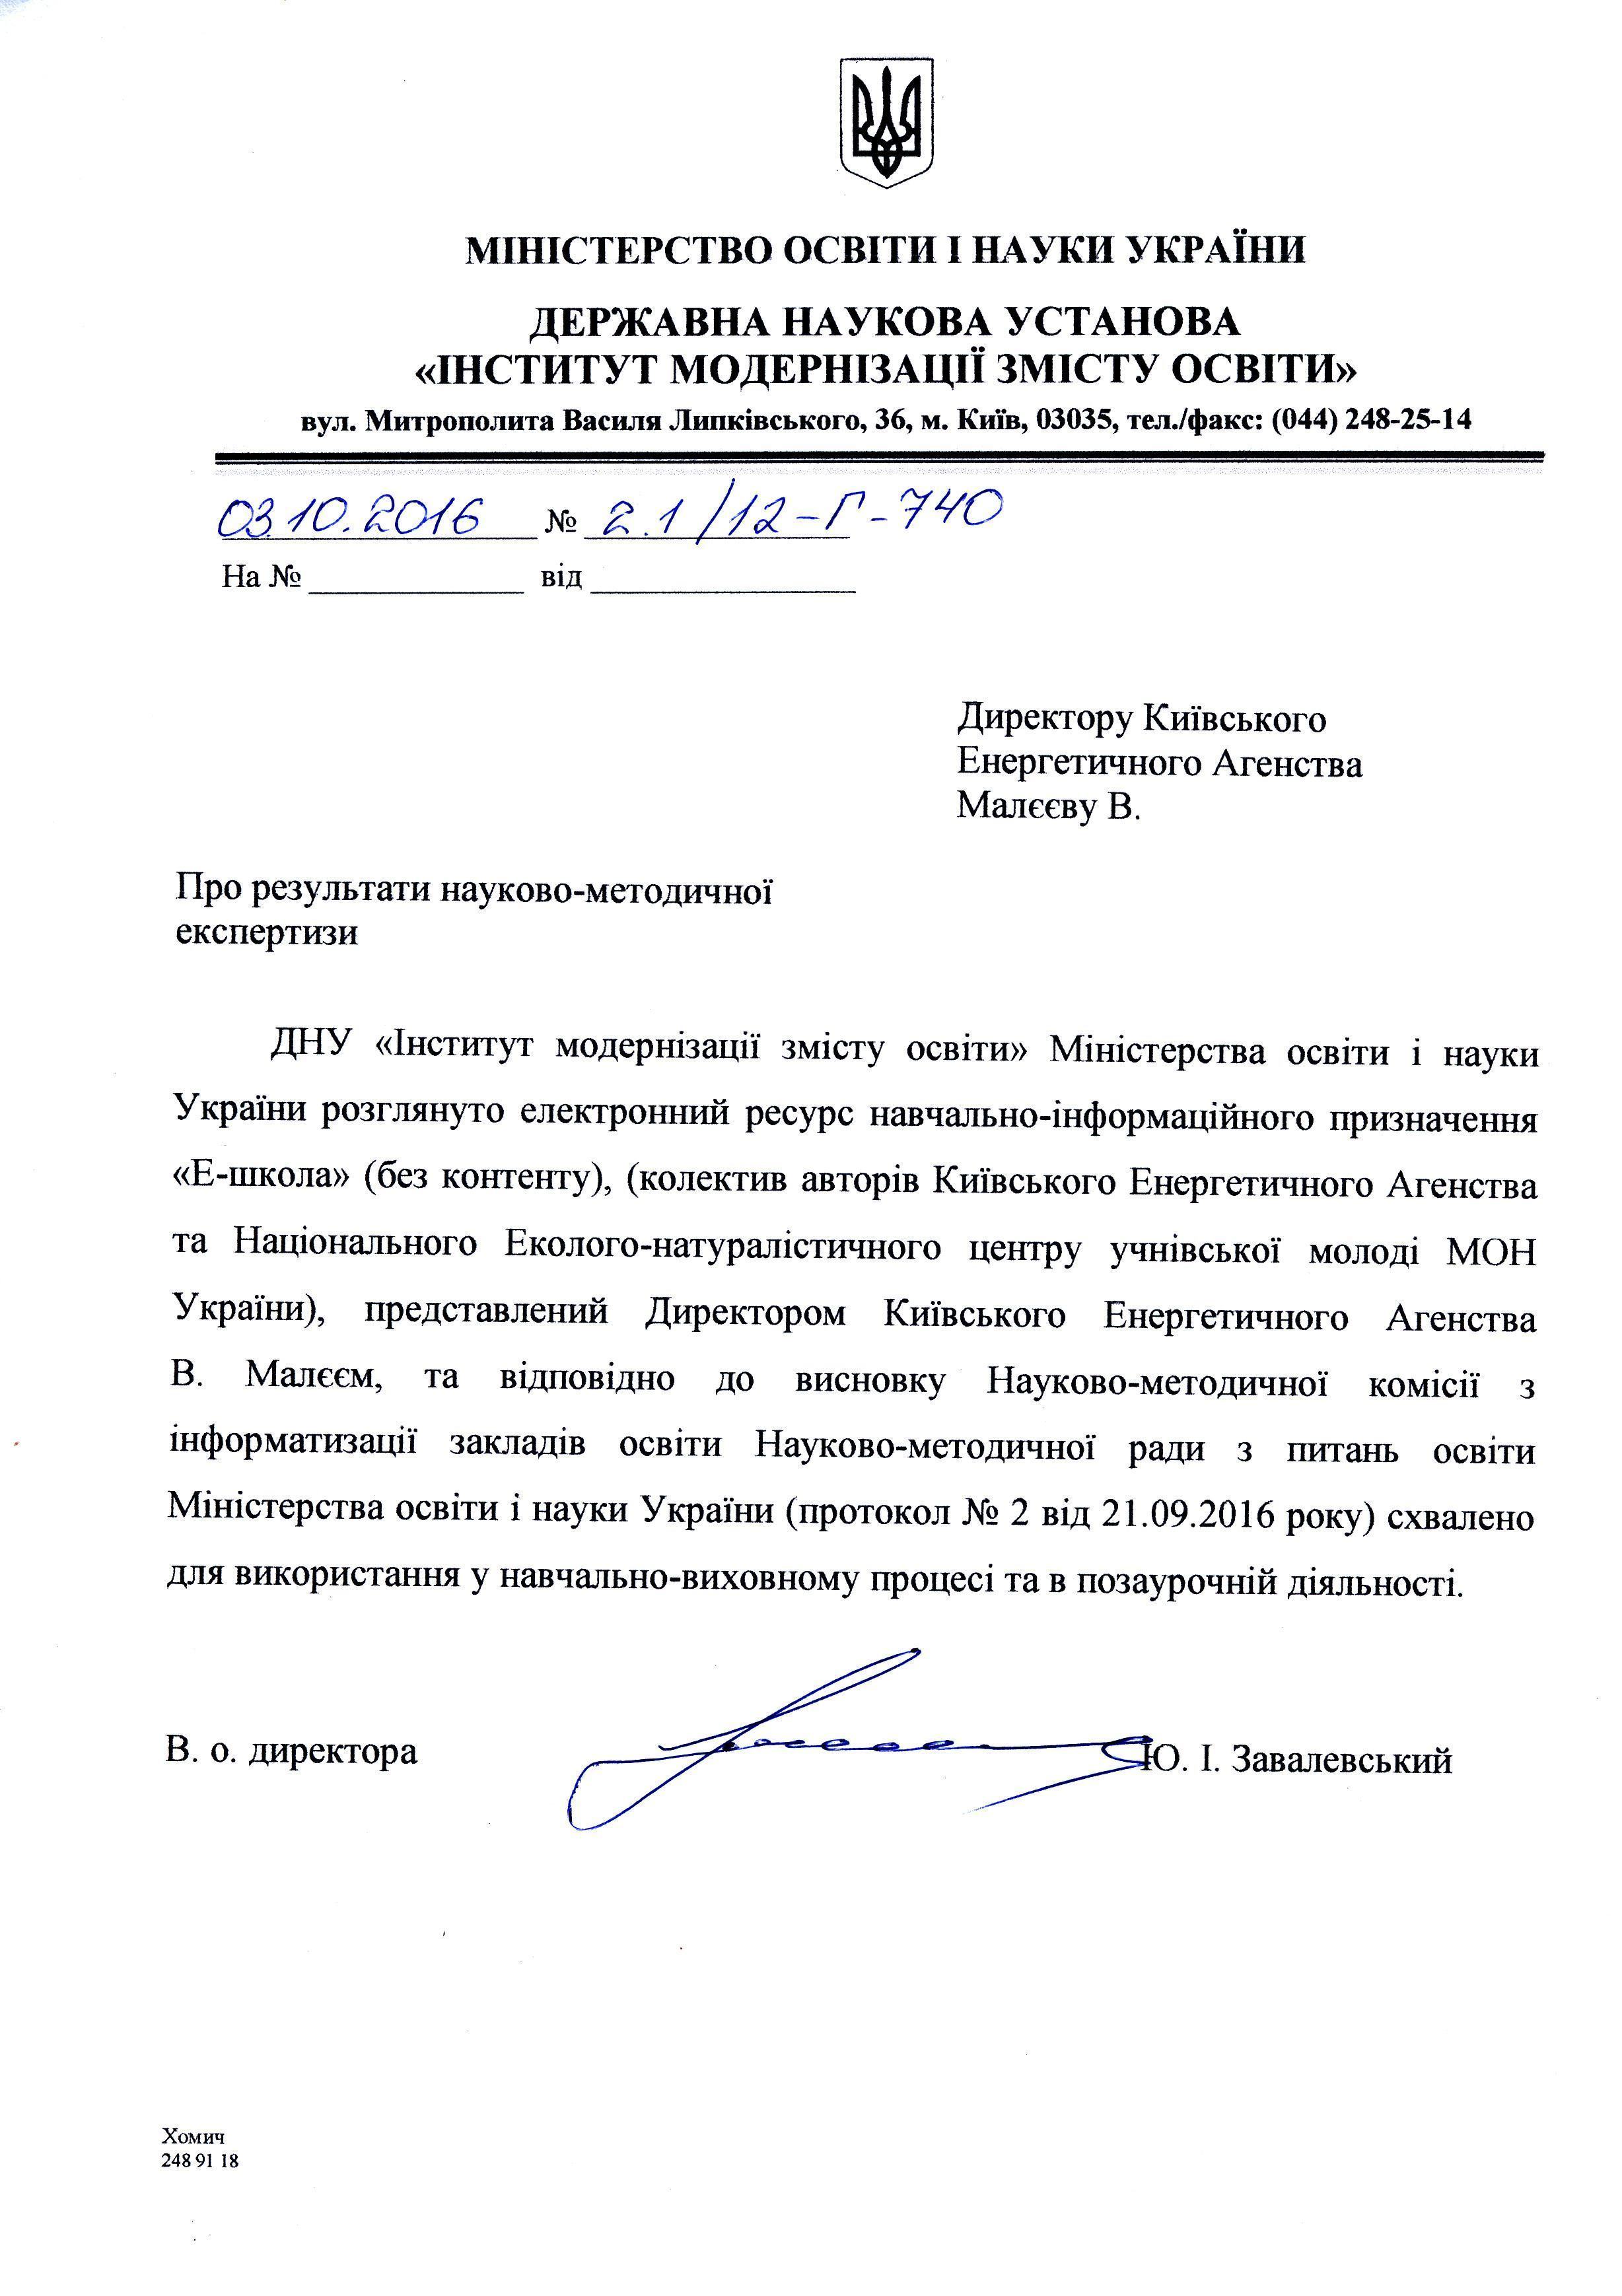 МІНІСТЕРСТВО ОСВІТИ І НАУКИ УКРАЇНИ
ДЕРЖАВНА НАУКОВА УСТАНОВА
«ІНСТИТУТ МОДЕРНІЗАЦІЇ ЗМІСТУ ОСВІТИ»
вул. Митрополита Василя Липківського, 36, м. Київ, 03035, тел./факс: (044) 248-25-14
03.10.2016 № 2.1/12-Г-740
На № від
Директору Київського
Енергетичного Агенства
Малєєву В.
Про результати науково-методичної
експертизи
ДНУ «Інститут модернізації змісту освіти» Міністерства освіти і науки
України розглянуто електронний ресурс навчально-інформаційного призначення
«Е-школа» (без контенту), (колектив авторів Київського Енергетичного Агенства
та Національного Еколого-натуралістичного центру учнівської молоді МОН
України), представлений Директором Київського Енергетичного Агенства
В. Малєєм, та відповідно до висновку Науково-методичної комісії з
інформатизації закладів освіти Науково-методичної ради з питань освіти
Міністерства освіти і науки України (протокол № 2 від 21.09.2016 року) схвалено
для використання у навчально-виховному процесі та в позаурочній діяльності.
В. о. директора Ю. І. Завалевський
Хомич
248 91 18